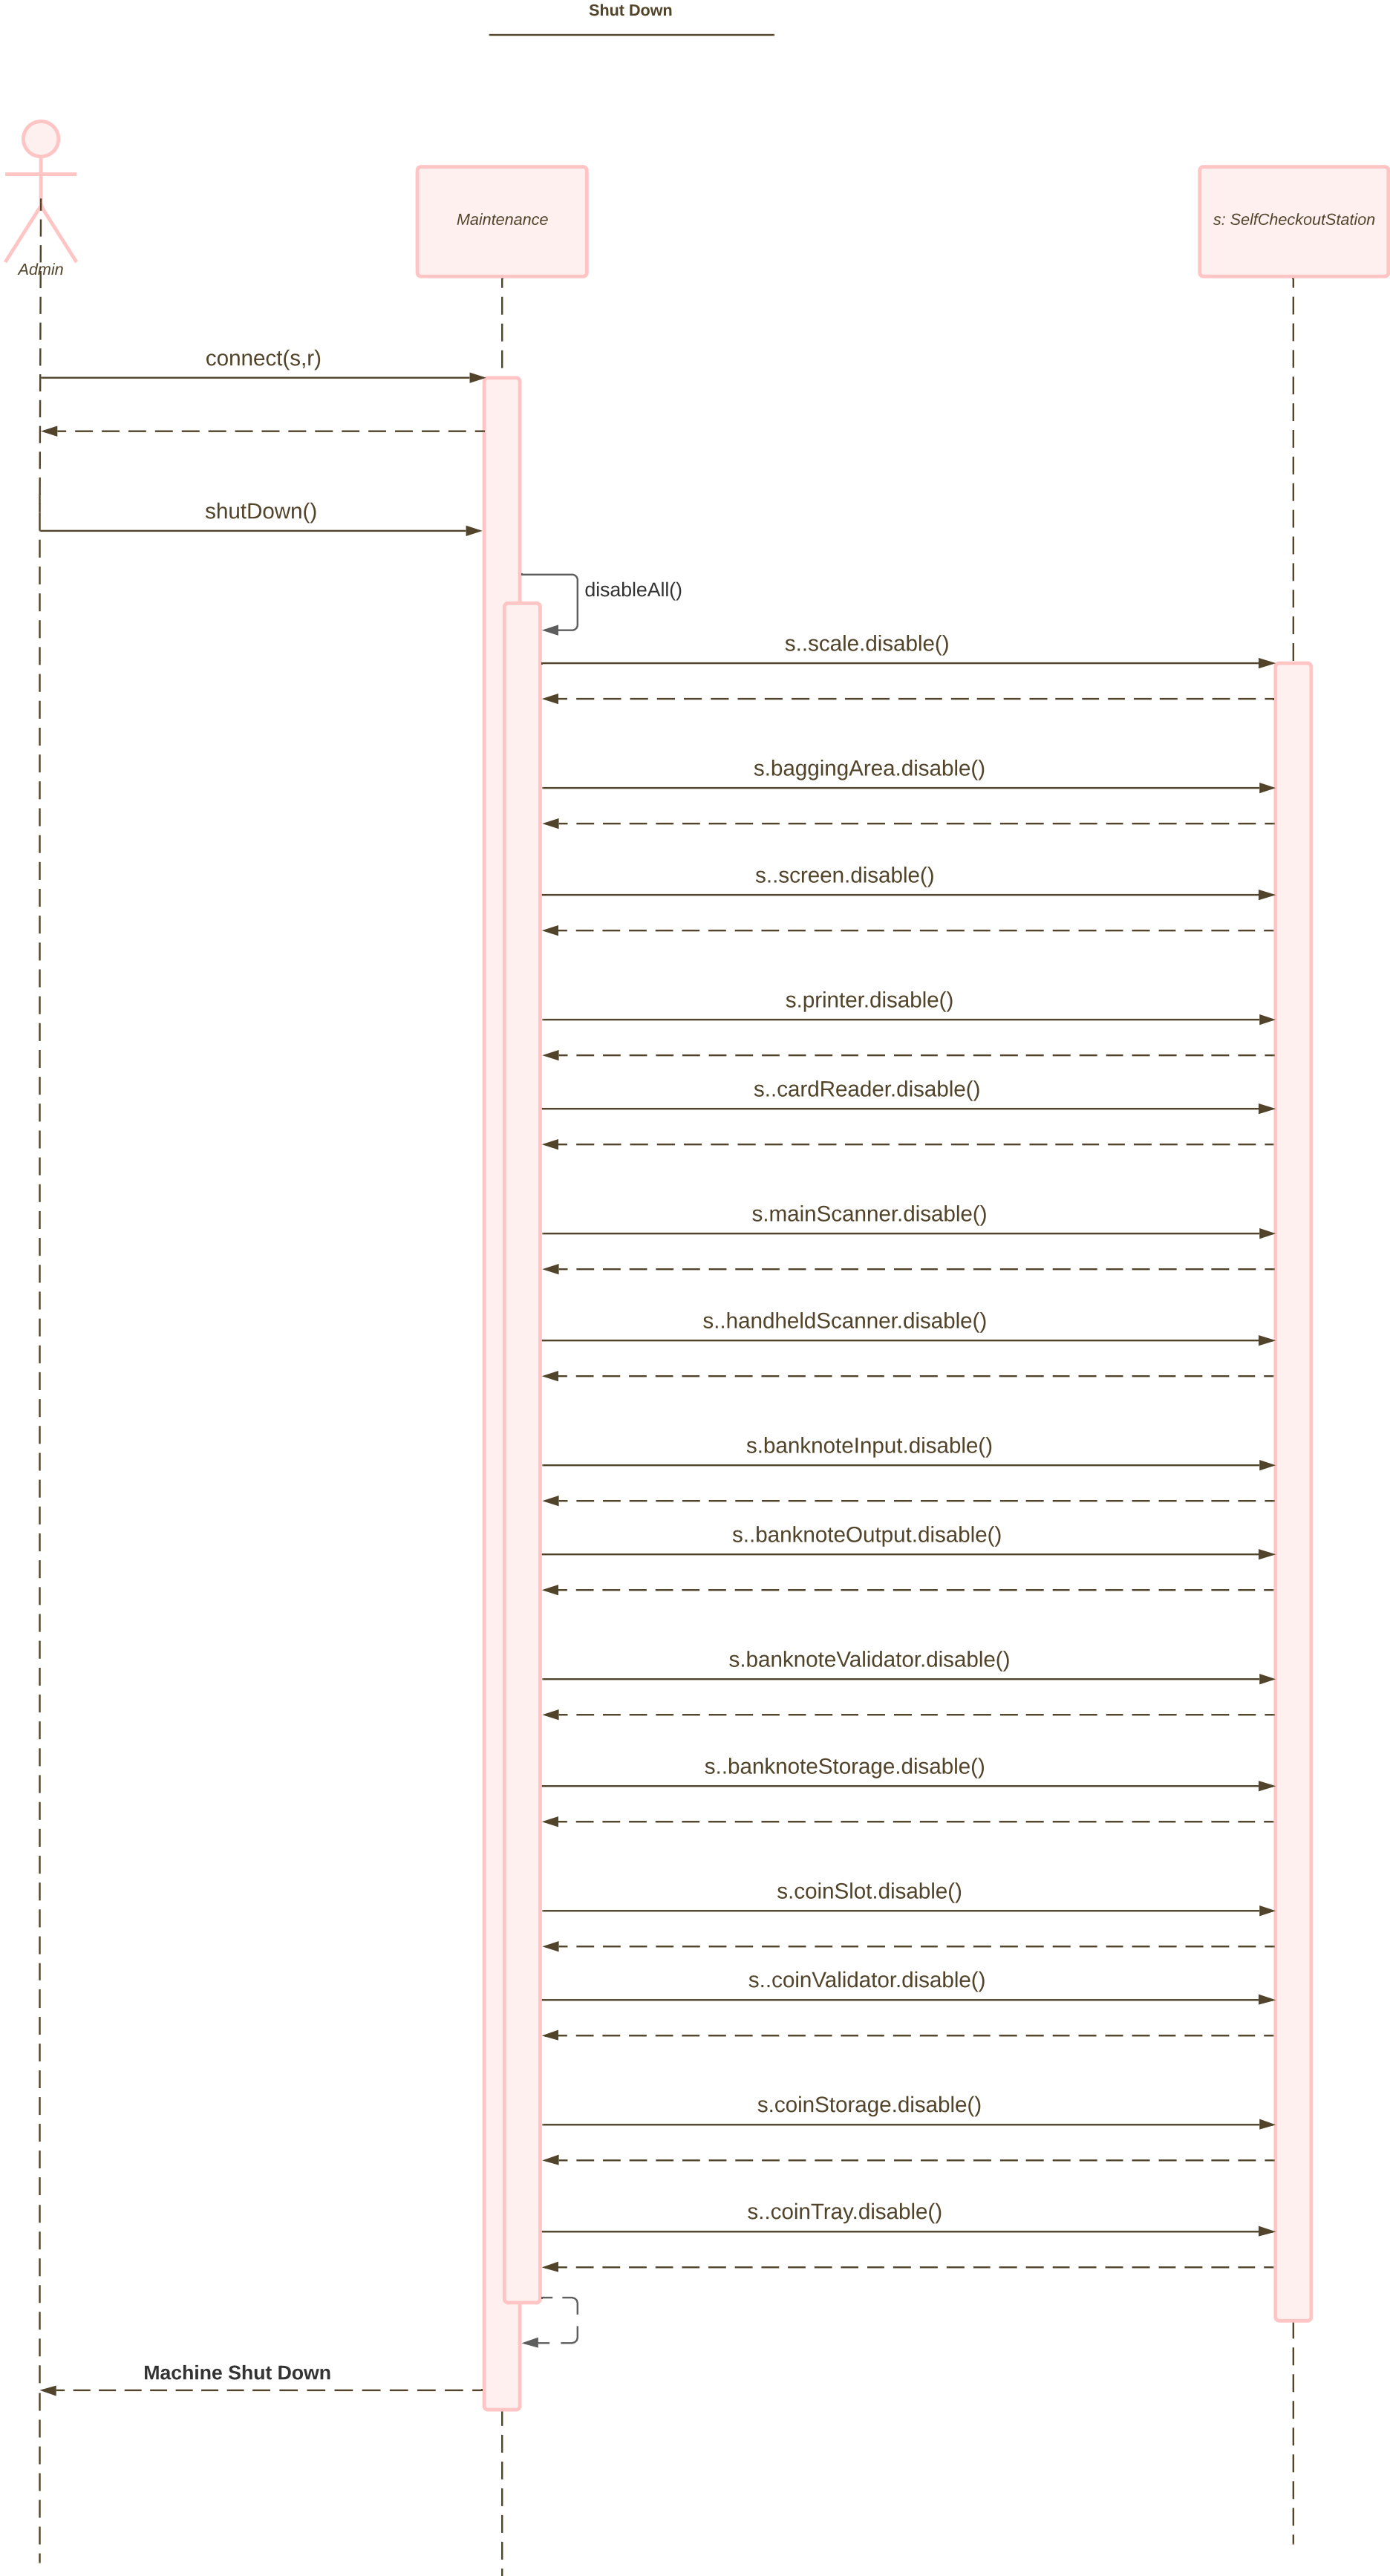 Shut Down
Admin
Maintenance
s: SelfCheckoutStation
connect(s,r)
shutDown()
disableAll()
s..scale.disable()
s.baggingArea.disable()
s..screen.disable()
s.printer.disable()
s..cardReader.disable()
s.mainScanner.disable()
s..handheldScanner.disable()
s.banknoteInput.disable()
s..banknoteOutput.disable()
s.banknoteValidator.disable()
s..banknoteStorage.disable()
s.coinSlot.disable()
s..coinValidator.disable()
s.coinStorage.disable()
s..coinTray.disable()
Machine Shut Down